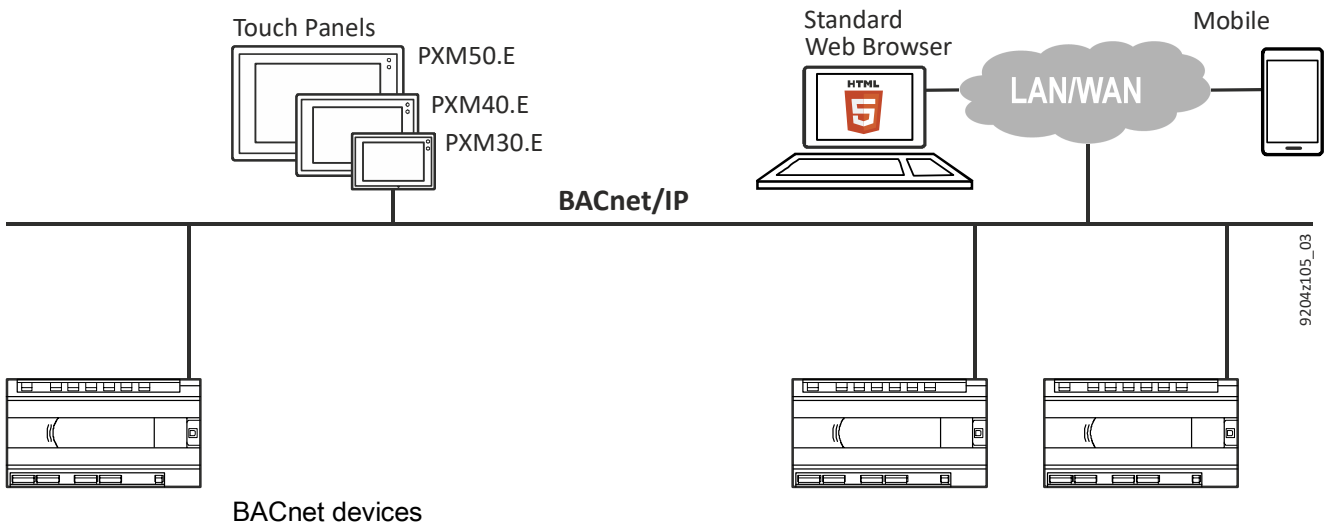 Touch Panels
PXM50.E
PXM40.E
PXM30.E
Standard
Web Browser
HTML
5
LAN/WAN
Mobile
BACnet/IP
9204z105_03
BACnet devices